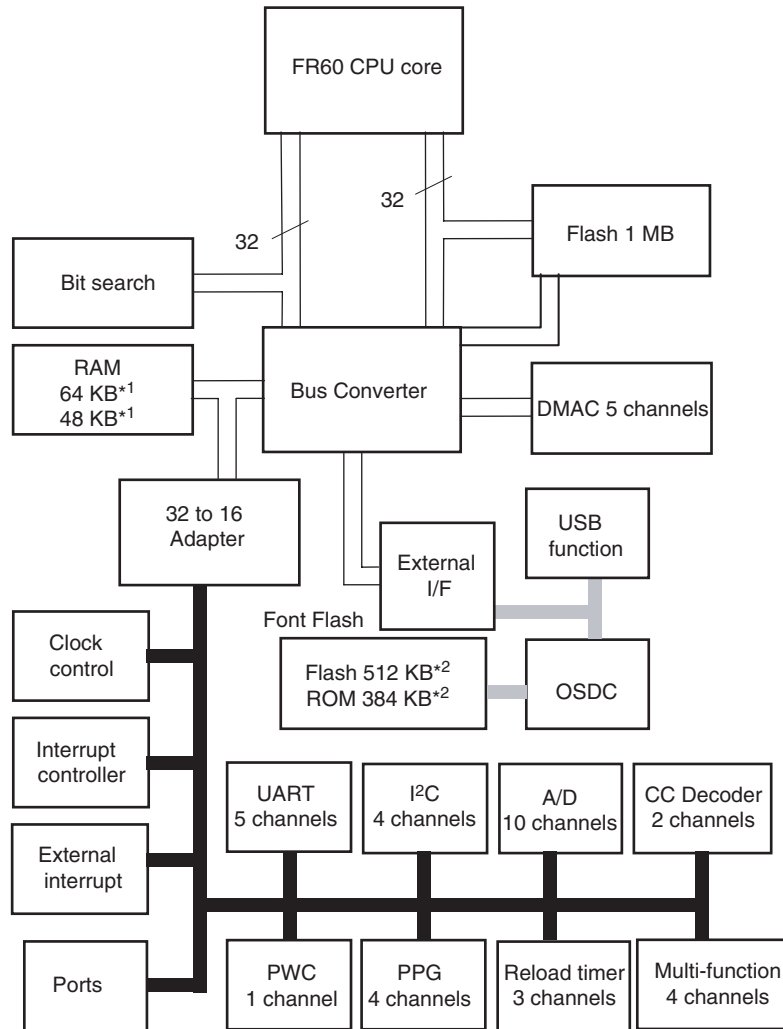 FR60 CPU core
32
32
Flash 1 MB
Bit search
RAM
64 KB*1
48 KB*1
Bus Converter
DMAC 5 channels
32 to 16
Adapter
USB
function
External
I/F
Font Flash
Clock
control
Flash 512 KB*2
ROM 384 KB*2
OSDC
Interrupt
controller
UART
5 channels
I2C
4 channels
A/D
10 channels
CC Decoder
2 channels
External
interrupt
Ports
PWC
1 channel
PPG
4 channels
Reload timer
3 channels
Multi-function
4 channels